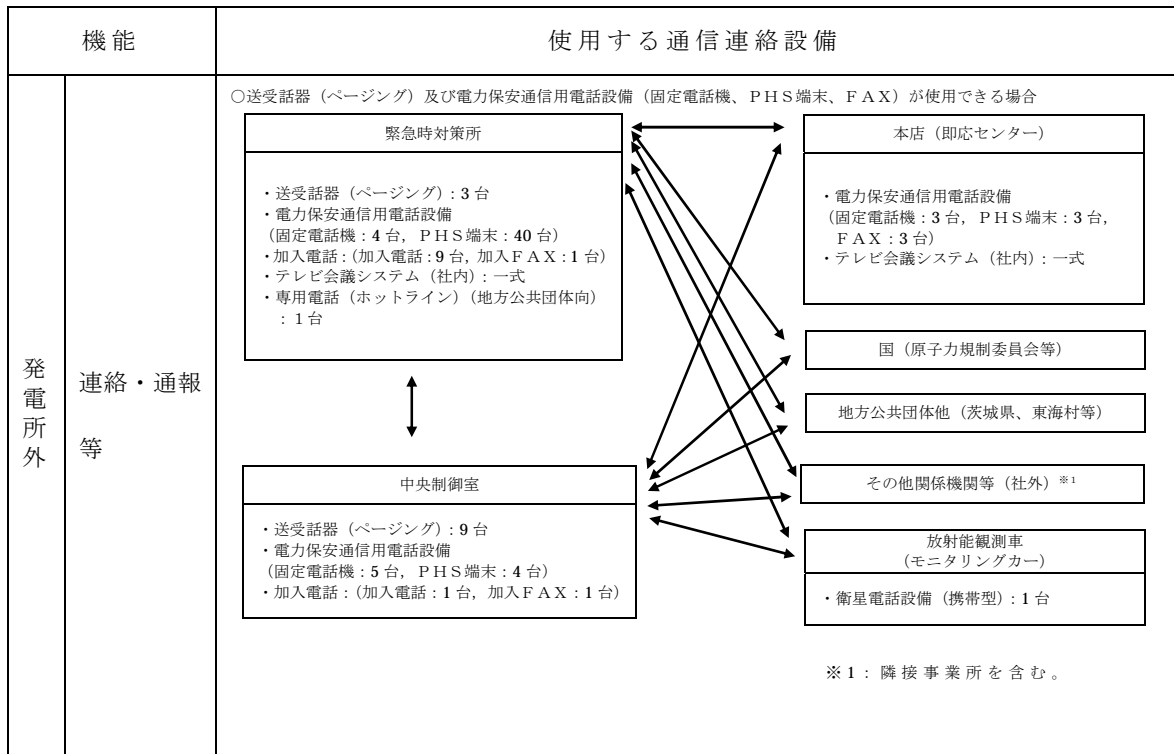 機能
使用する通信連絡設備
発電所外
連絡・通報
等
○送受話器（ページング）及び電力保安通信用電話設備（固定電話機、ＰＨＳ端末、ＦＡＸ）が使用できる場合
緊急時対策所
・送受話器（ページング）：3 台
・電力保安通信用電話設備
（固定電話機：4 台，ＰＨＳ端末：40 台）
・加入電話：（加入電話：9 台，加入ＦＡＸ：1 台）
・テレビ会議システム（社内）：一式
・専用電話（ホットライン）（地方公共団体向）
：１台
中央制御室
・送受話器（ページング）：9 台
・電力保安通信用電話設備
（固定電話機：5 台，ＰＨＳ端末：4 台）
・加入電話：（加入電話：1 台，加入ＦＡＸ：1 台）
本店（即応センター）
・電力保安通信用電話設備
（固定電話機：3 台，ＰＨＳ端末：3 台，
ＦＡＸ：3 台）
・テレビ会議システム（社内）：一式
国（原子力規制委員会等）
地方公共団体他（茨城県、東海村等）
その他関係機関等（社外）※1
放射能観測車
（モニタリングカー）
・衛星電話設備（携帯型）：1 台
※１：隣接事業所を含む。